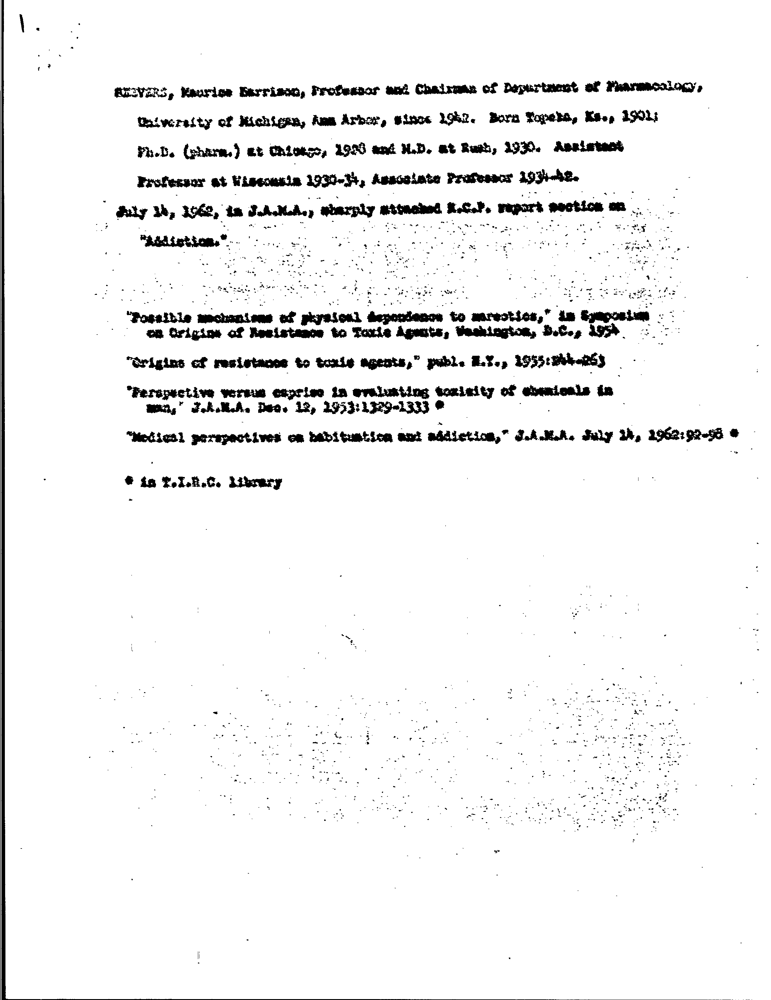 1.
SEEVERS, Maurice Harrison, Professor and Chairman of Department of Pharmacology,
University of Michigan, Ann Arbor, since 1942. Born Topeka, Ks., 1901;
Ph.D. (pharm.) at Chicago, 1928 and M.D. at Rush, 1930. Assistant
Professor at Wisconsin 1930-34, Associate Professor 1934-42.
July 14, 1962, in J.A.M.A., sharply attacked R.C.P. report section on
"Addiction."
"Possible mechanisms of physical dependence to narcotics," in Symposium
on Origins of Resistance to Toxic Agents, Washington, D.C., 1954
"Origins of resistance to toxic agents," publ. N.Y., 1955:244-263
"Perspective versus caprice in evaluating toxicity of chemicals in
man," J.A.M.A. Dec. 12, 1953:1329-1333 *
"Medical perspectives on habituation and addiction," J.A.M.A. July 14, 1962:92-98 *
* in T.I.R.C. library